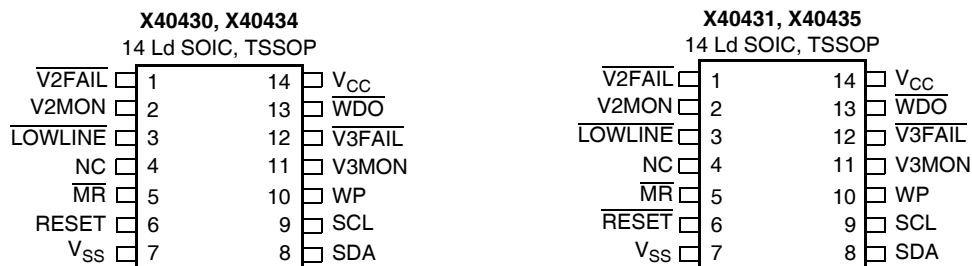 X40430, X40434
14 Ld SOIC, TSSOP
V2FAIL 1 14 VCC
V2MON 2 13 WDO
LOWLINE 3 12 V3FAIL
NC 4 11 V3MON
MR 5 10 WP
RESET 6 9 SCL
VSS 7 8 SDA
X40431, X40435
14 Ld SOIC, TSSOP
V2FAIL 1 14 VCC
V2MON 2 13 WDO
LOWLINE 3 12 V3FAIL
NC 4 11 V3MON
MR 5 10 WP
RESET 6 9 SCL
VSS 7 8 SDA